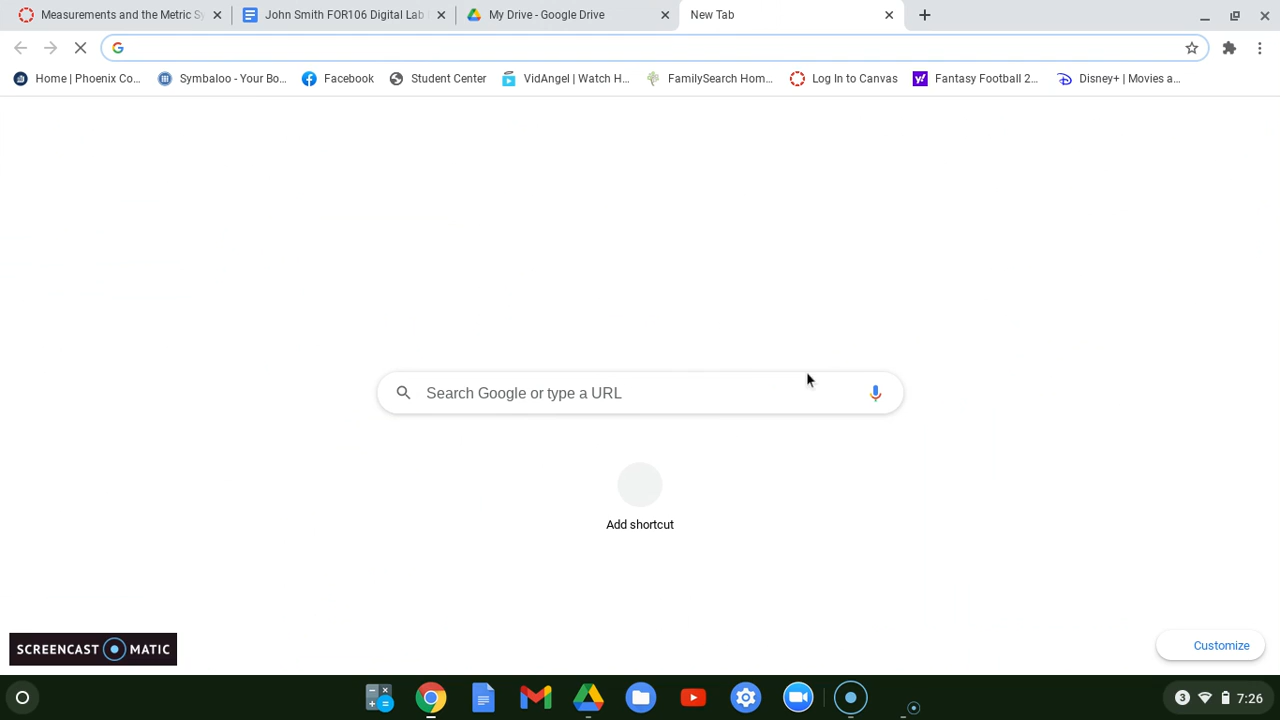 Measurements and the Metric Sy
John Smith FOR106 Digital Lab
My Drive - Google Drive
New Tab
Home | Phoenix Co...
Symbaloo - Your Bo...
Facebook
Student Center
VidAngel | Watch H...
FamilySearch Hom...
Log In to Canvas
Fantasy Football 2...
Disney+ | Movies a...
Search Google or type a URL
Add shortcut
SCREENCAST MATIC
Customize
3 7:26